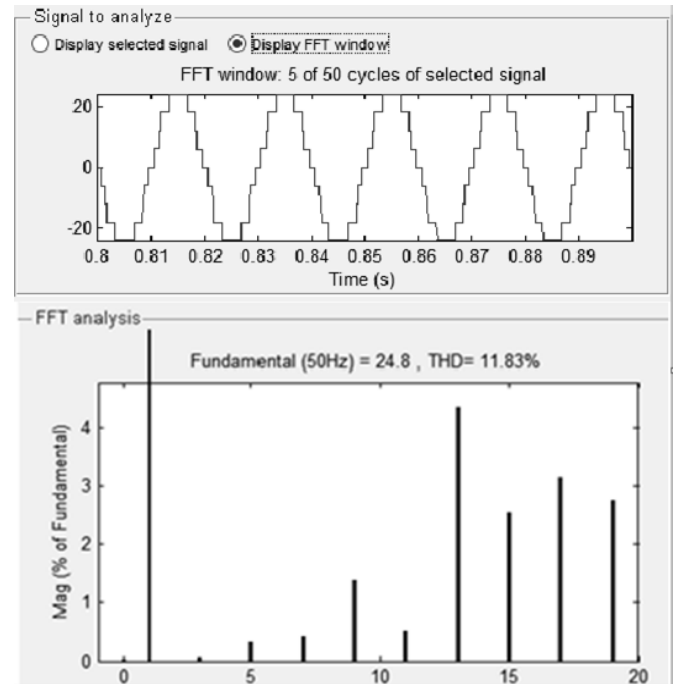 Signal to analyze
Display selected signal Display FFT window
FFT window: 5 of 50 cycles of selected signal
20
0
-20
0.8 0.81 0.82 0.83 0.84 0.85 0.86 0.87 0.88 0.89
Time (s)
FFT analysis
Fundamental (50Hz) = 24.8 , THD= 11.83%
Mag (% of Fundamental)
4
3
2
1
0
0 5 10 15 20